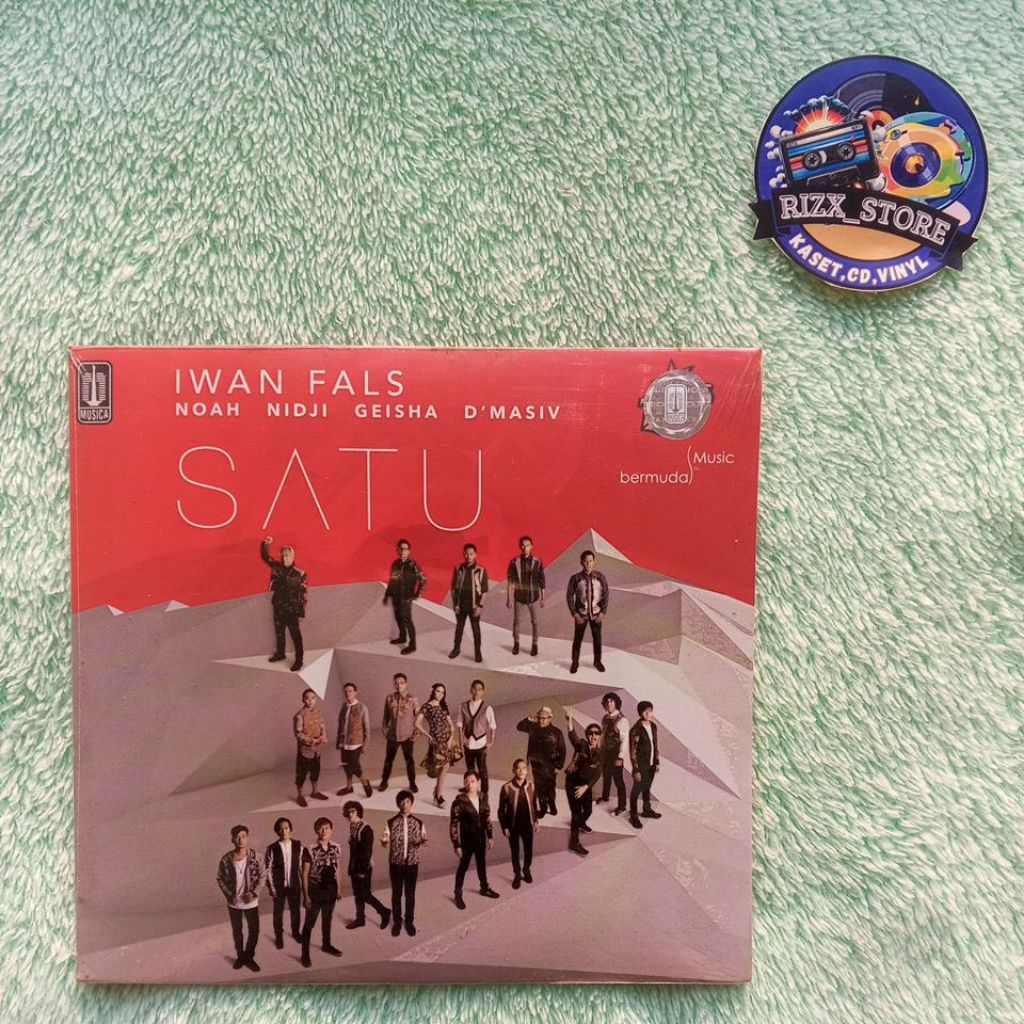 RIZX_STORE
KASET,CD,VINYL
MUSICA
IWAN FALS
NOAH NIDJI GEISHA D'MASIV
SATU
bermuda Music